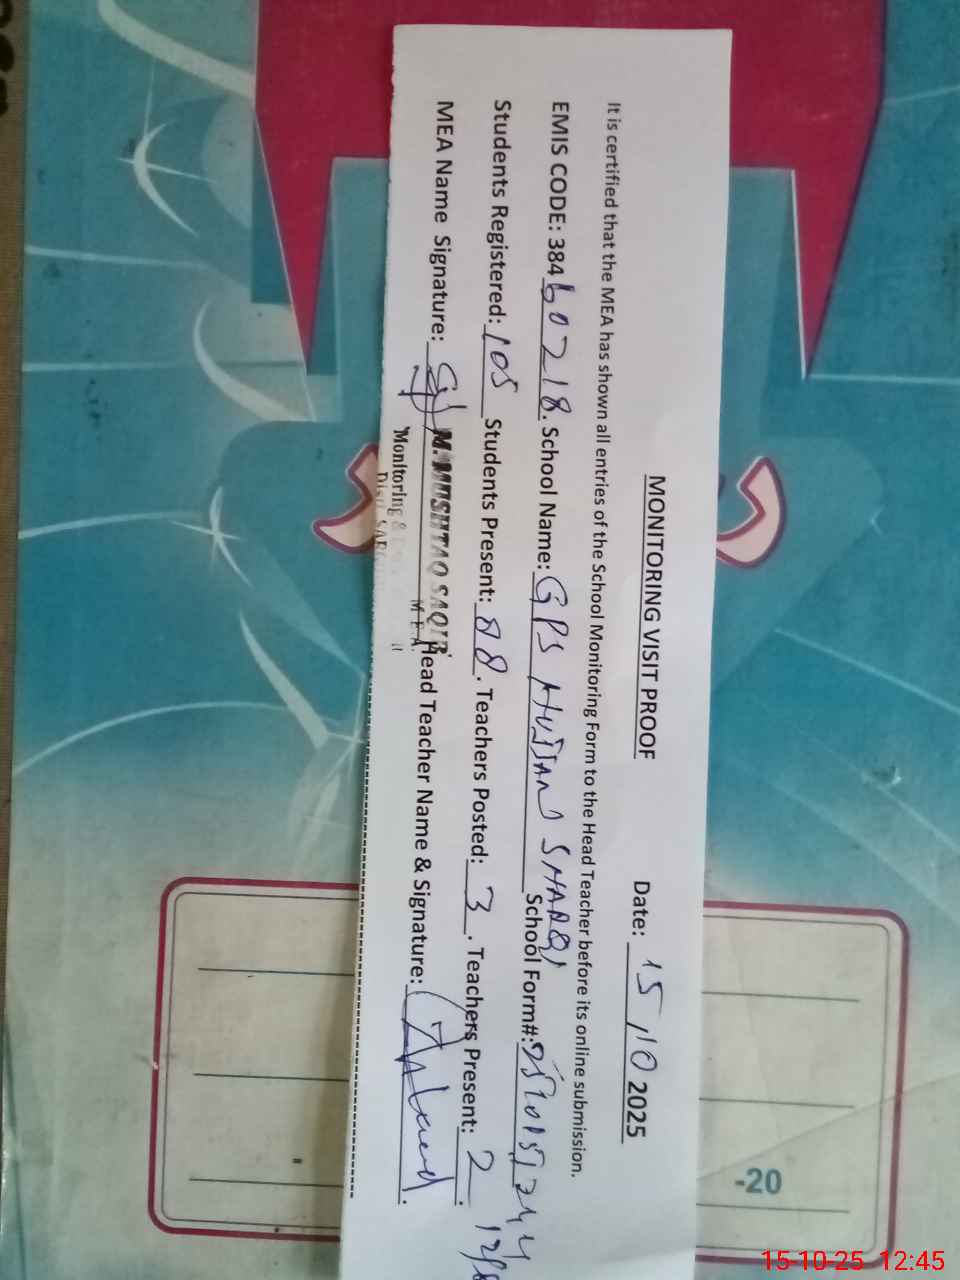 MONITORING VISIT PROOF Date: 15/10 2025
It is certified that the MEA has shown all entries of the School Monitoring Form to the Head Teacher before its online submission.
EMIS CODE: 38460218. School Name: GPS HUJJAN SHARQI School Form#:
Students Registered: 105 Students Present: 88. Teachers Posted: 3. Teachers Present: 2.
MEA Name Signature: M. MUSHTAQ SAQIB Head Teacher Name & Signature:
M E A
Monitoring &
-20
15-10-25 12:45